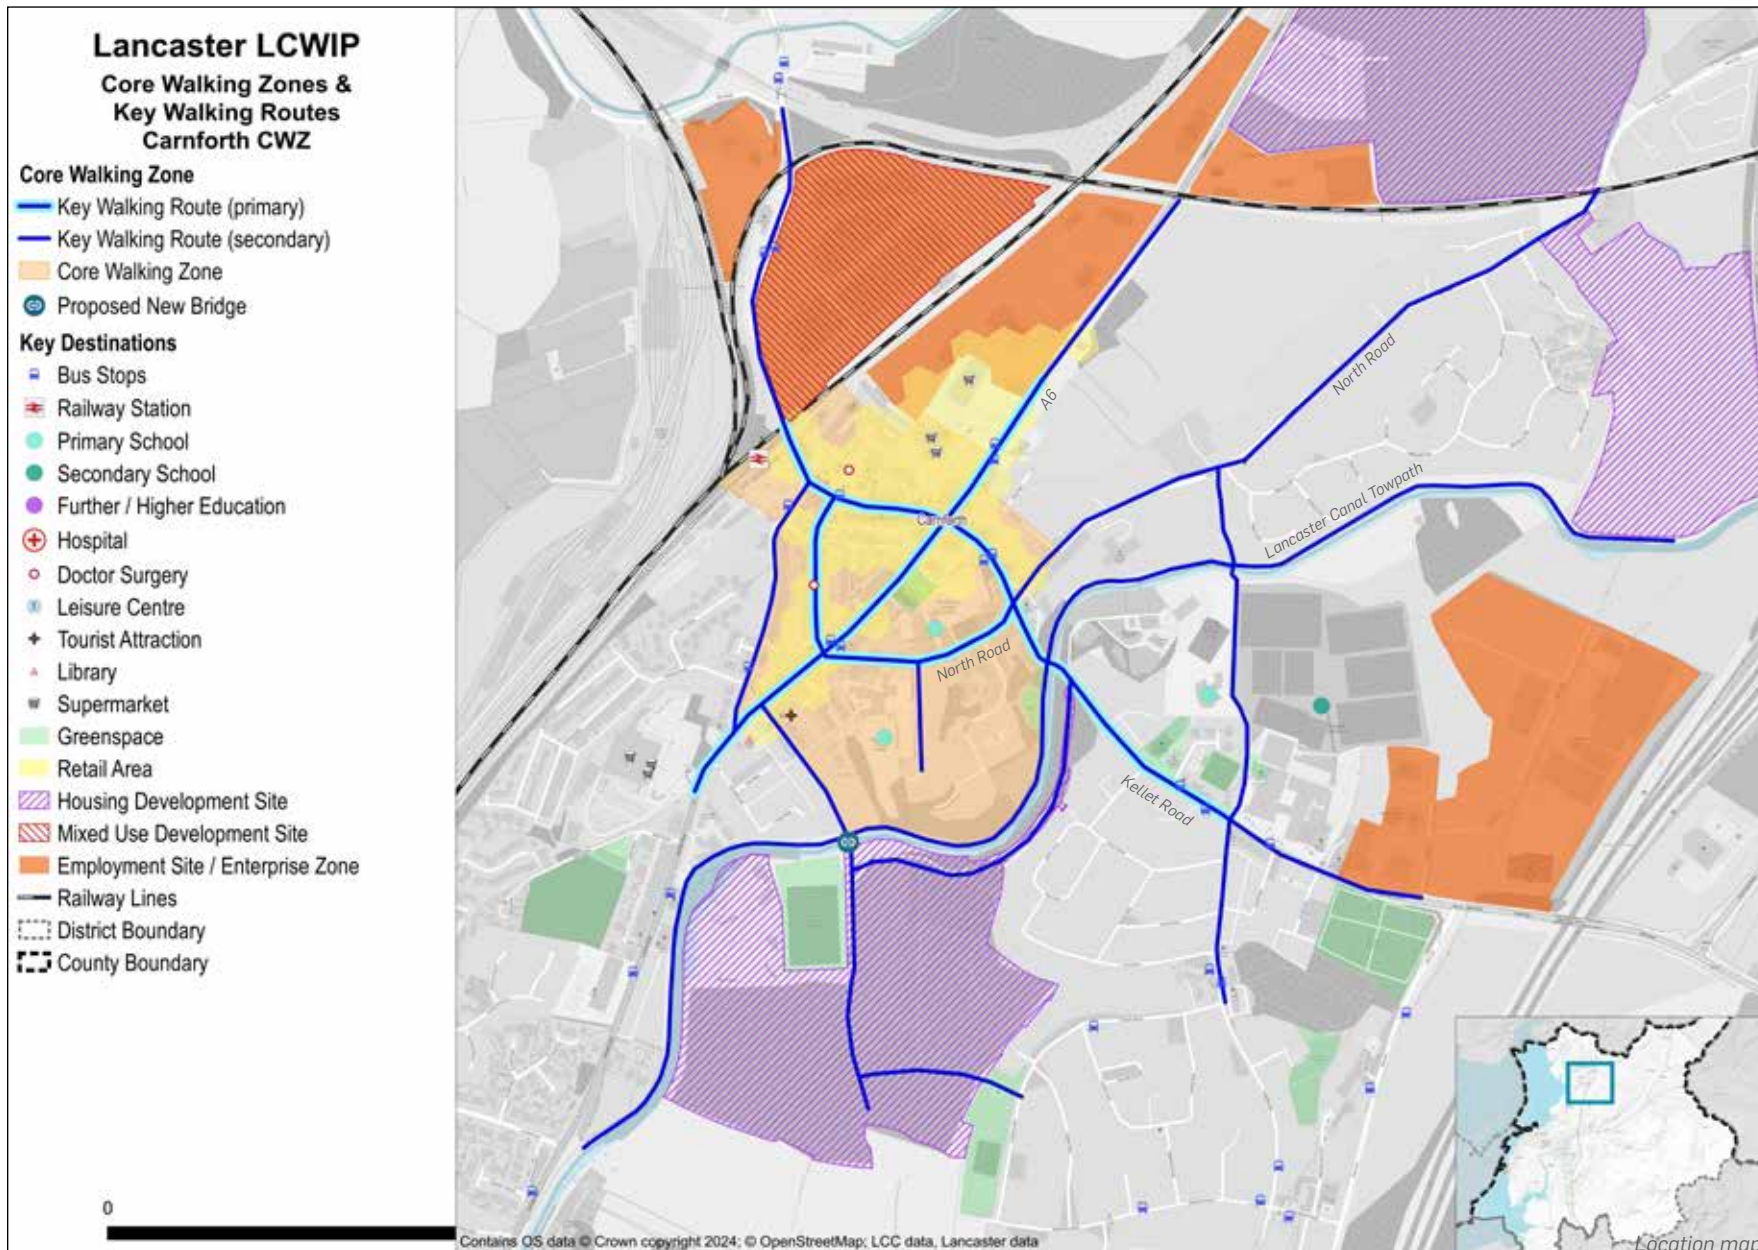 Lancaster LCWIP
Core Walking Zones &
Key Walking Routes
Carnforth CWZ
Core Walking Zone
Key Walking Route (primary)
Key Walking Route (secondary)
Core Walking Zone
Proposed New Bridge
Key Destinations
Bus Stops
Railway Station
Primary School
Secondary School
Further / Higher Education
Hospital
Doctor Surgery
Leisure Centre
Tourist Attraction
Library
Supermarket
Greenspace
Retail Area
Housing Development Site
Mixed Use Development Site
Employment Site / Enterprise Zone
Railway Lines
District Boundary
County Boundary
0
A6
North Road
Lancaster Canal Towpath
Carnforth
North Road
Kellet Road
Contains OS data © Crown copyright 2024; © OpenStreetMap; LCC data, Lancaster data
Location map